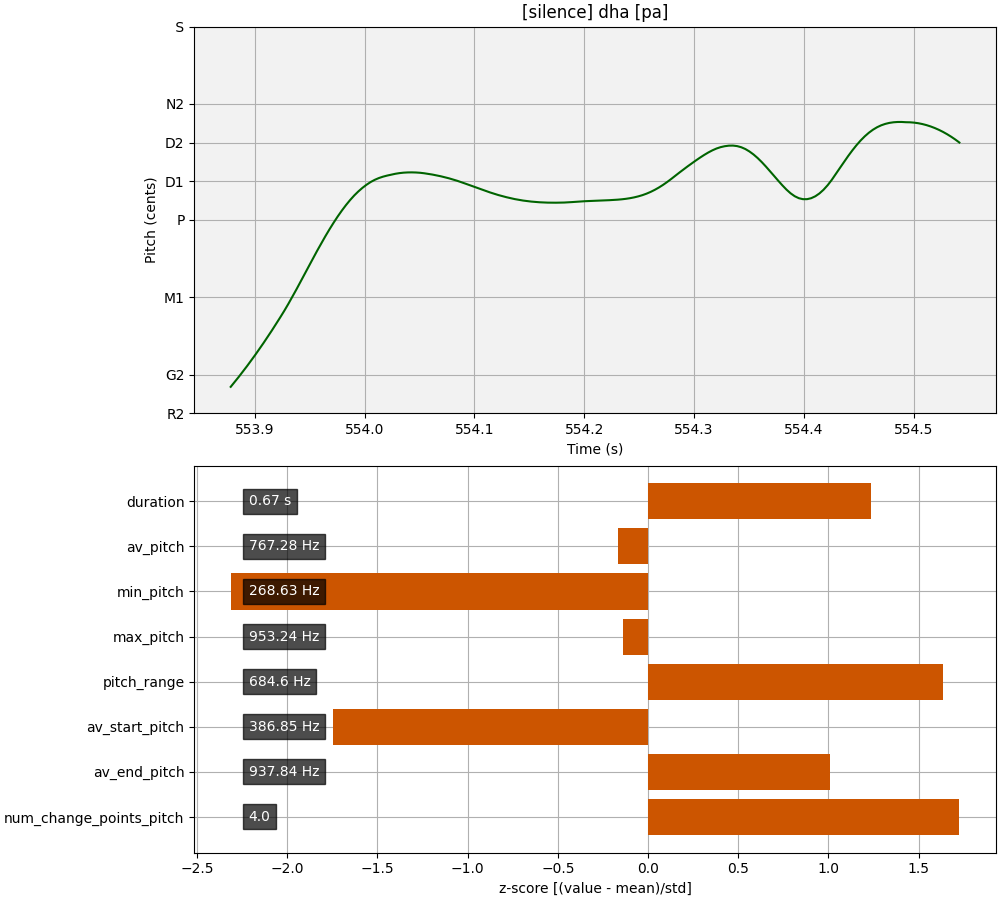 [silence] dha [pa]
S
N2
D2
D1
P
M1
G2
R2
Pitch (cents)
553.9 554.0 554.1 554.2 554.3 554.4 554.5
Time (s)
duration 0.67 s
av_pitch 767.28 Hz
min_pitch 268.63 Hz
max_pitch 953.24 Hz
pitch_range 684.6 Hz
av_start_pitch 386.85 Hz
av_end_pitch 937.84 Hz
num_change_points_pitch 4.0
−2.5 −2.0 −1.5 −1.0 −0.5 0.0 0.5 1.0 1.5
z-score [(value - mean)/std]